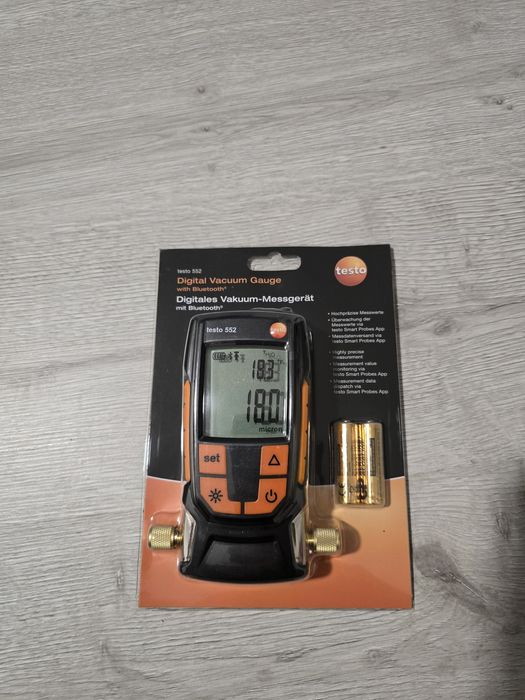 testo 552
Digital Vacuum Gauge
with Bluetooth®
Digitales Vakuum-Messgerät
mit Bluetooth®
testo
• Hochpräzise Messwerte
• Überwachung der
Messwerte via
testo Smart Probes App
• Messdatenversand via
testo Smart Probes App
• Highly precise
measurement
• Measurement value
monitoring via
testo Smart Probes App
• Measurement data
dispatch via
testo Smart Probes App
testo 552
testo
H₂O
18.3
18.0
micron
set